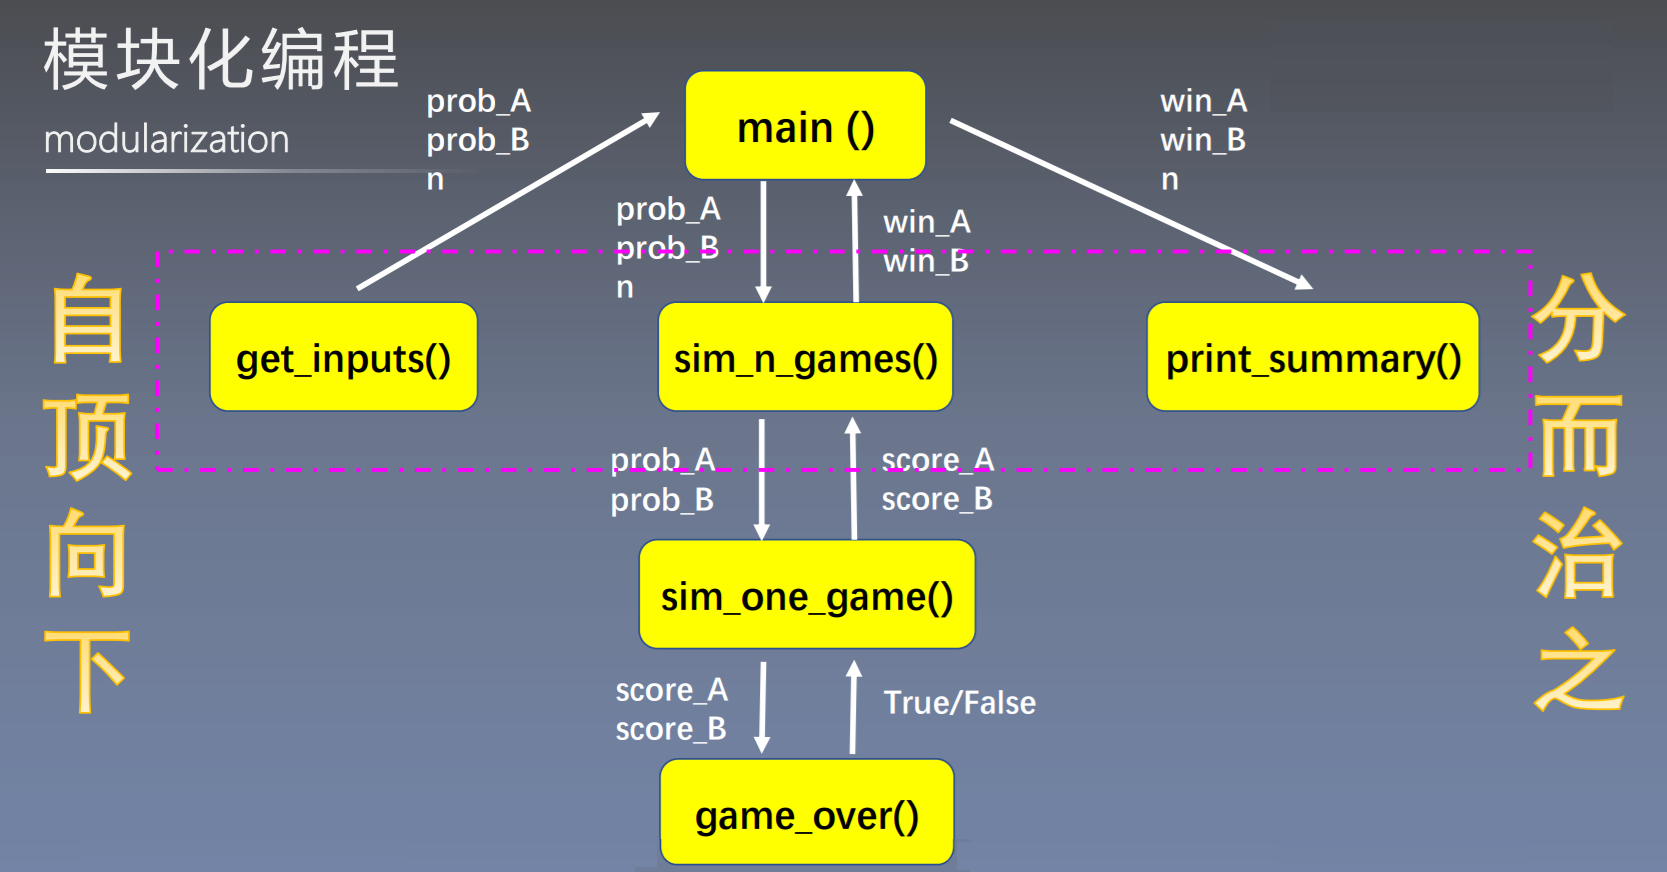 模块化编程
modularization
prob_A
prob_B
n
main ()
win_A
win_B
n
prob_A
prob_B
n
win_A
win_B
自顶向下
get_inputs()
sim_n_games()
print_summary()
分而治之
prob_A
prob_B
score_A
score_B
sim_one_game()
score_A
score_B
True/False
game_over()